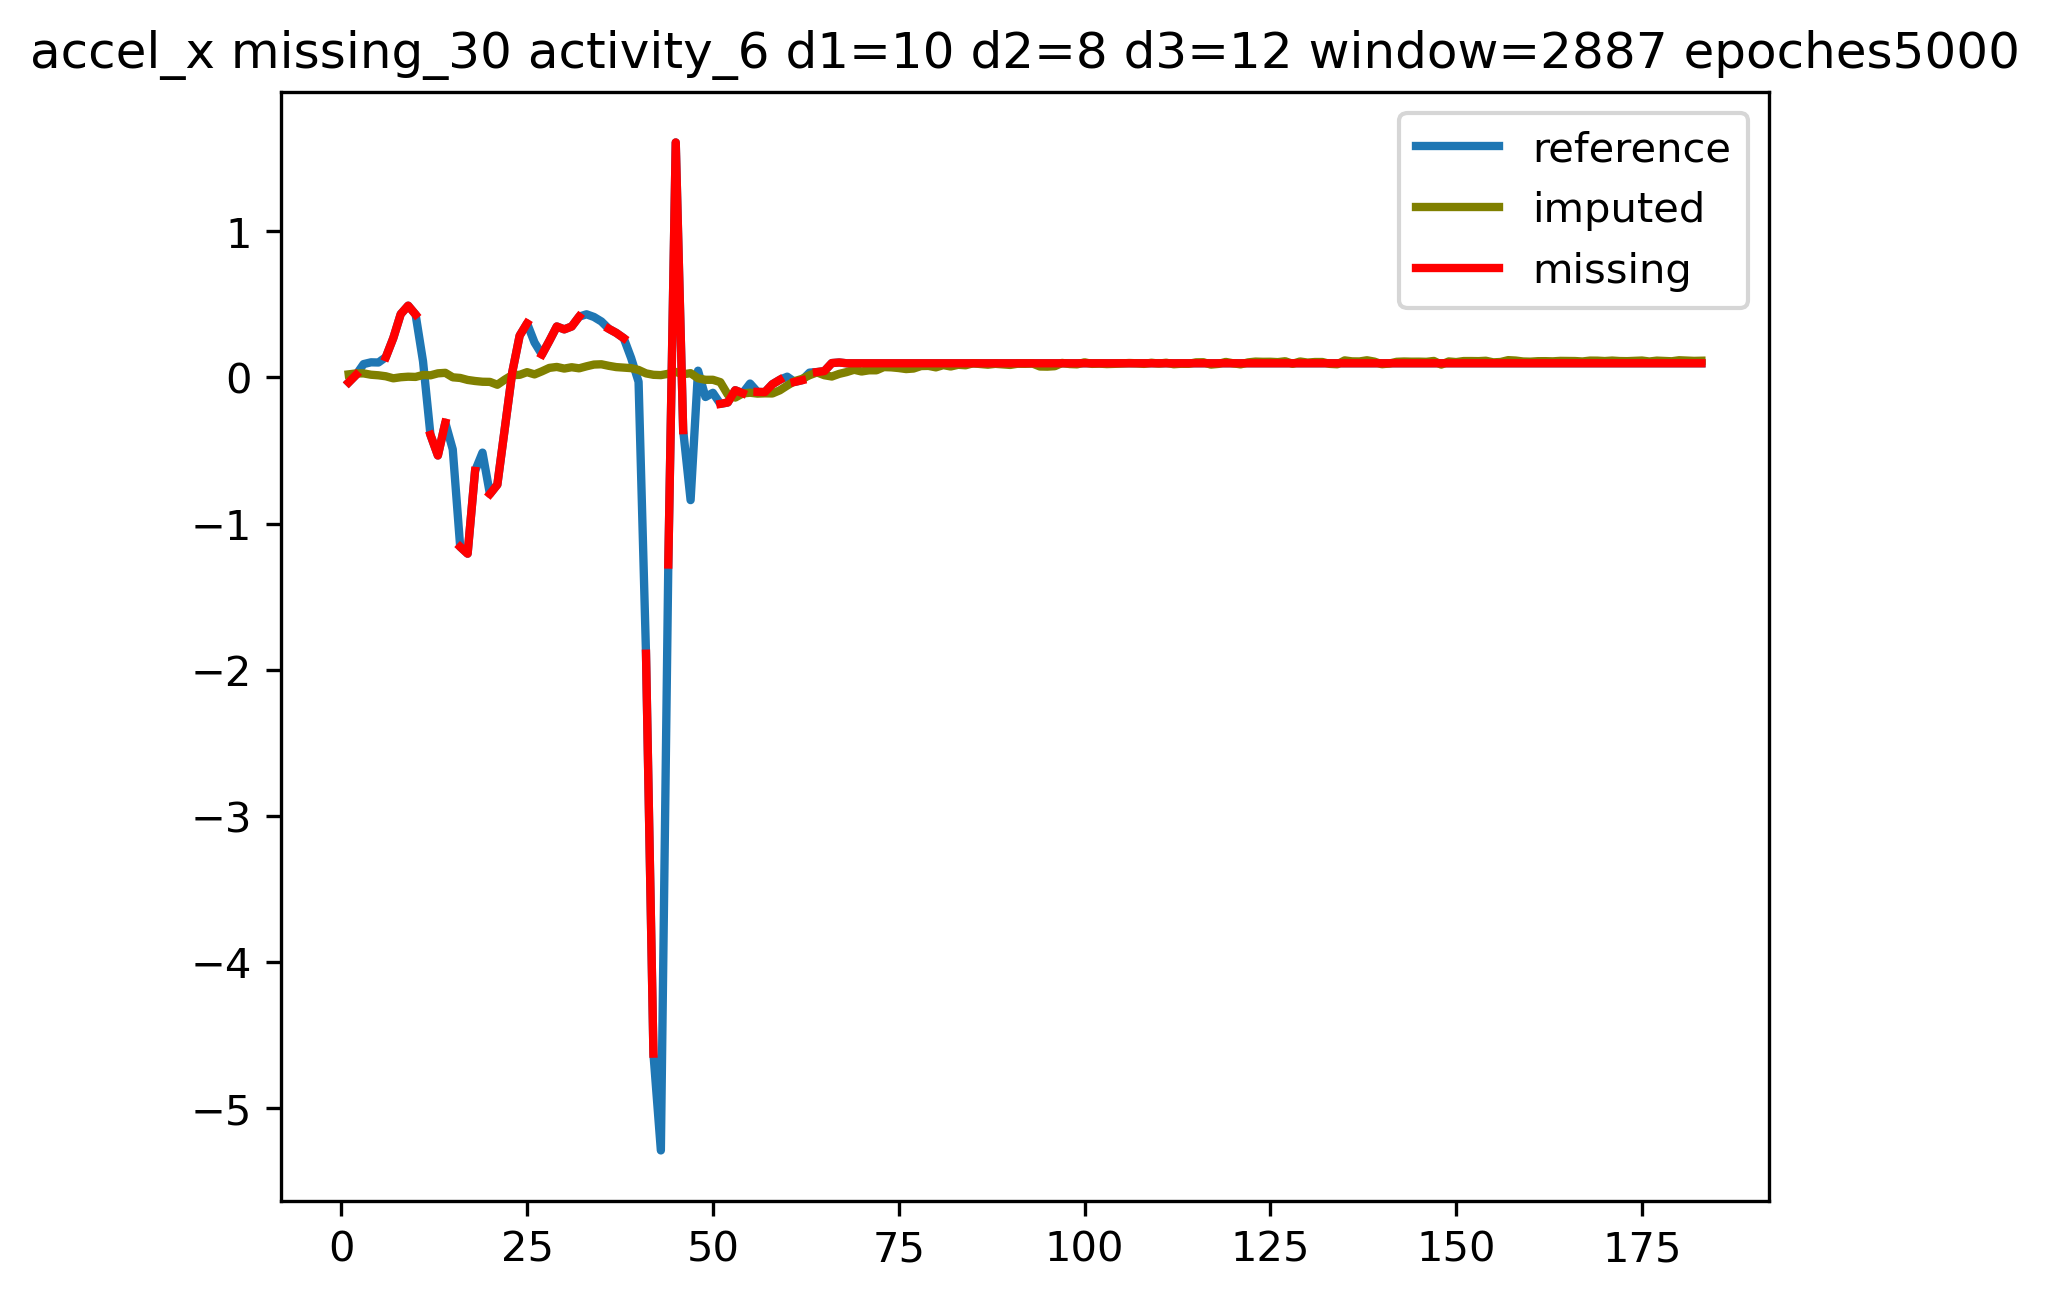 accel_x missing_30 activity_6 d1=10 d2=8 d3=12 window=2887 epoches5000
reference
imputed
missing
1
0
−1
−2
−3
−4
−5
0 25 50 75 100 125 150 175